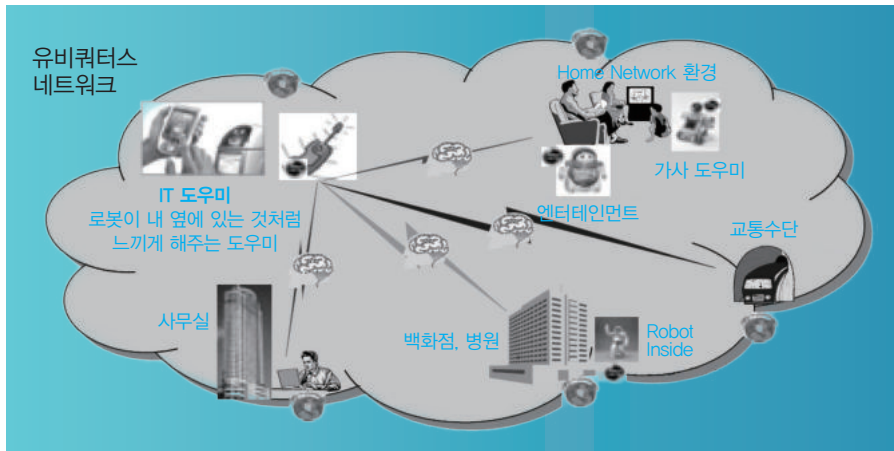 유비쿼터스
네트워크
Home Network 환경
가사 도우미
엔터테인먼트
IT 도우미
로봇이 내 옆에 있는 것처럼
느끼게 해주는 도우미
교통수단
사무실
백화점, 병원
Robot
Inside